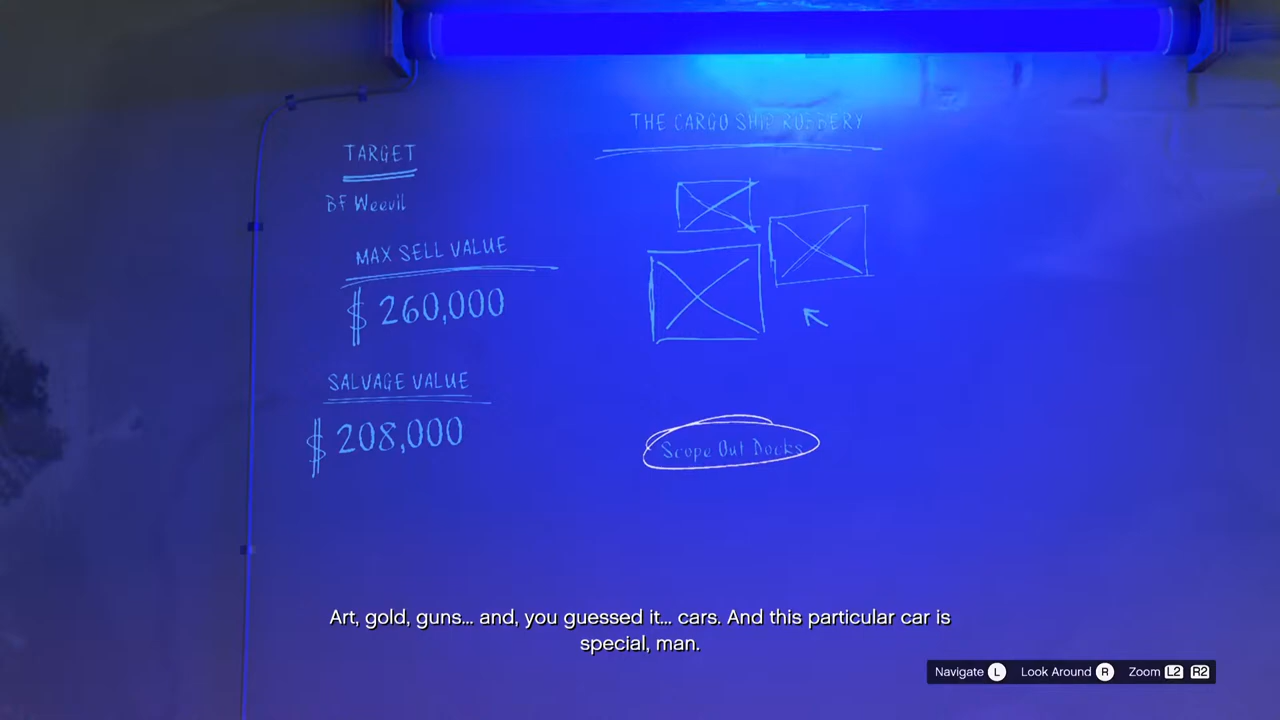 THE CARGO SHIP ROBBERY
TARGET
BF Weevil
MAX SELL VALUE
$ 260,000
SALVAGE VALUE
$ 208,000
Scope Out Docks
Art, gold, guns... and, you guessed it... cars. And this particular car is
special, man.
Navigate L Look Around R Zoom L2 R2